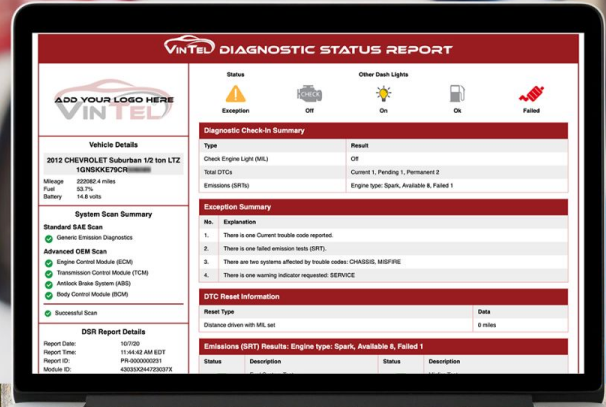 VINTEL DIAGNOSTIC STATUS REPORT
ADD YOUR LOGO HERE
VINTEL
Vehicle Details
2012 CHEVROLET Suburban 1/2 ton LTZ
1GNSKKE79CR
Mileage 222082.4 miles
Fuel 53.7%
Battery 14.8 volts
System Scan Summary
Standard SAE Scan
Generic Emission Diagnostics
Advanced OEM Scan
Engine Control Module (ECM)
Transmission Control Module (TCM)
Antilock Brake System (ABS)
Body Control Module (BCM)
Successful Scan
DSR Report Details
Report Date: 10/7/20
Report Time: 11:44:42 AM EDT
Report ID: PR-0000000231
Module ID: 43035X244723037X
Status Other Dash Lights
CHECK
Exception Off On Ok Failed
Diagnostic Check-In Summary
Type Result
Check Engine Light (MIL) Off
Total DTCs Current 1, Pending 1, Permanent 2
Emissions (SRTs) Engine type: Spark, Available 8, Failed 1
Exception Summary
No. Explanation
1. There is one Current trouble code reported.
2. There is one failed emission tests (SRT).
3. There are two systems affected by trouble codes: CHASSIS, MISFIRE
4. There is one warning indicator requested: SERVICE
DTC Reset Information
Reset Type Data
Distance driven with MIL set 0 miles
Emissions (SRT) Results: Engine type: Spark, Available 8, Failed 1
Status Description Status Description